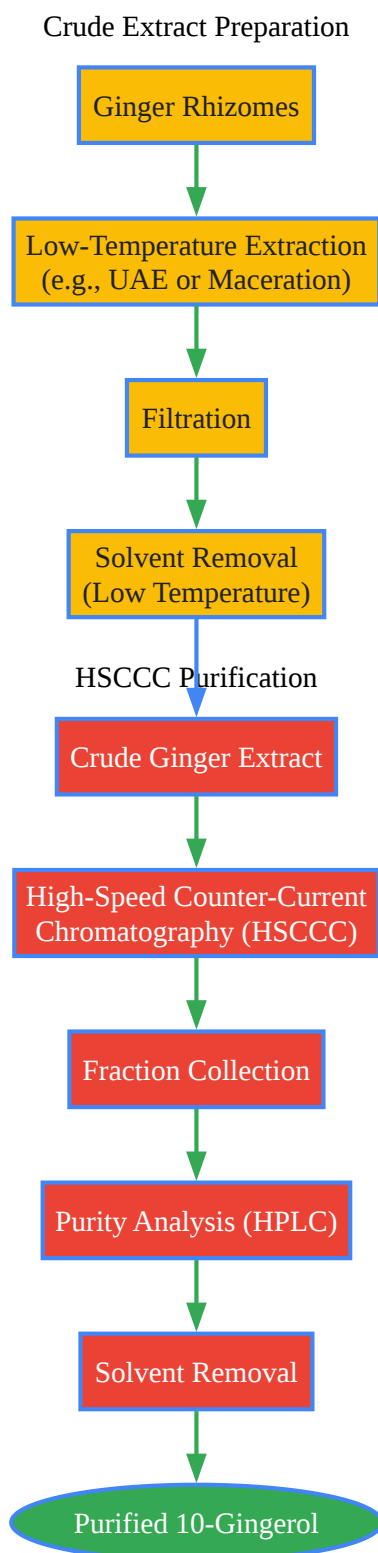 Crude Extract Preparation
Ginger Rhizomes
Low-Temperature Extraction
(e.g., UAE or Maceration)
Filtration
Solvent Removal
(Low Temperature)
HSCCC Purification
Crude Ginger Extract
High-Speed Counter-Current
Chromatography (HSCCC)
Fraction Collection
Purity Analysis (HPLC)
Solvent Removal
Purified 10-Gingerol